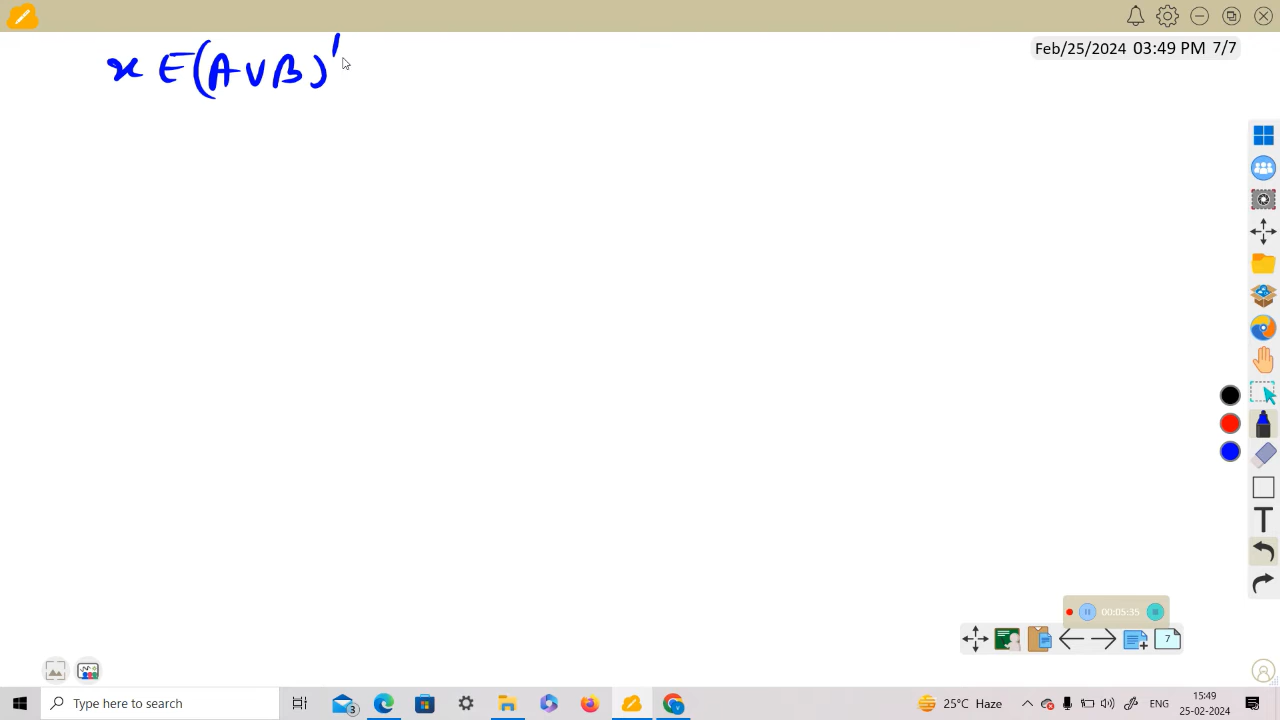 x ∈ (A ∪ B)'
Feb/25/2024 03:49 PM 7/7
00:05:35
7
3
Type here to search
25°C Haze
ENG
15:49
25-02-2024